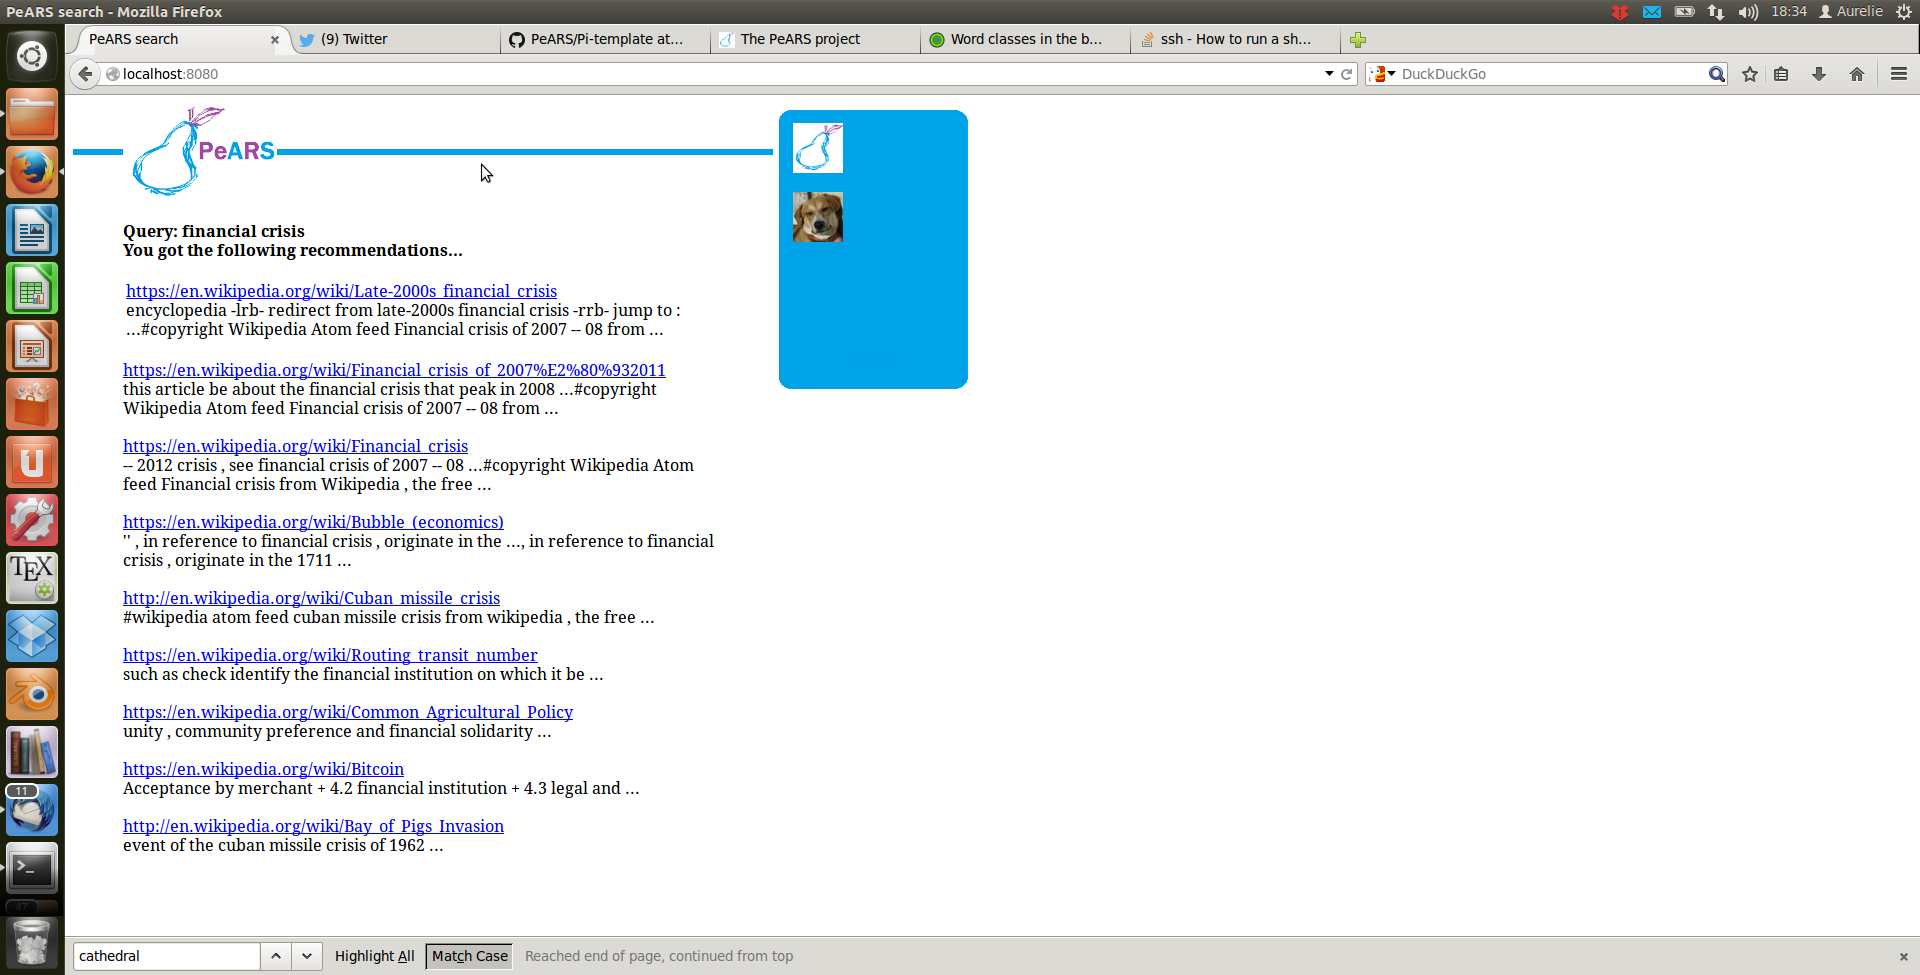 PeARS search - Mozilla Firefox
18:34 Aurelie
PeARS search
(9) Twitter
PeARS/Pi-template at...
The PeARS project
Word classes in the b...
ssh - How to run a sh...
localhost:8080
DuckDuckGo
PeARS
Query: financial crisis
You got the following recommendations...
https://en.wikipedia.org/wiki/Late-2000s_financial_crisis
encyclopedia -lrb- redirect from late-2000s financial crisis -rrb- jump to :
...#copyright Wikipedia Atom feed Financial crisis of 2007 -- 08 from ...
https://en.wikipedia.org/wiki/Financial_crisis_of_2007%E2%80%932011
this article be about the financial crisis that peak in 2008 ...#copyright
Wikipedia Atom feed Financial crisis of 2007 -- 08 from ...
https://en.wikipedia.org/wiki/Financial_crisis
-- 2012 crisis , see financial crisis of 2007 -- 08 ...#copyright Wikipedia Atom
feed Financial crisis from Wikipedia , the free ...
https://en.wikipedia.org/wiki/Bubble_(economics)
'' , in reference to financial crisis , originate in the ..., in reference to financial
crisis , originate in the 1711 ...
http://en.wikipedia.org/wiki/Cuban_missile_crisis
#wikipedia atom feed cuban missile crisis from wikipedia , the free ...
https://en.wikipedia.org/wiki/Routing_transit_number
such as check identify the financial institution on which it be ...
https://en.wikipedia.org/wiki/Common_Agricultural_Policy
unity , community preference and financial solidarity ...
https://en.wikipedia.org/wiki/Bitcoin
Acceptance by merchant + 4.2 financial institution + 4.3 legal and ...
http://en.wikipedia.org/wiki/Bay_of_Pigs_Invasion
event of the cuban missile crisis of 1962 ...
TEX
11
47
cathedral
Highlight All
Match Case
Reached end of page, continued from top